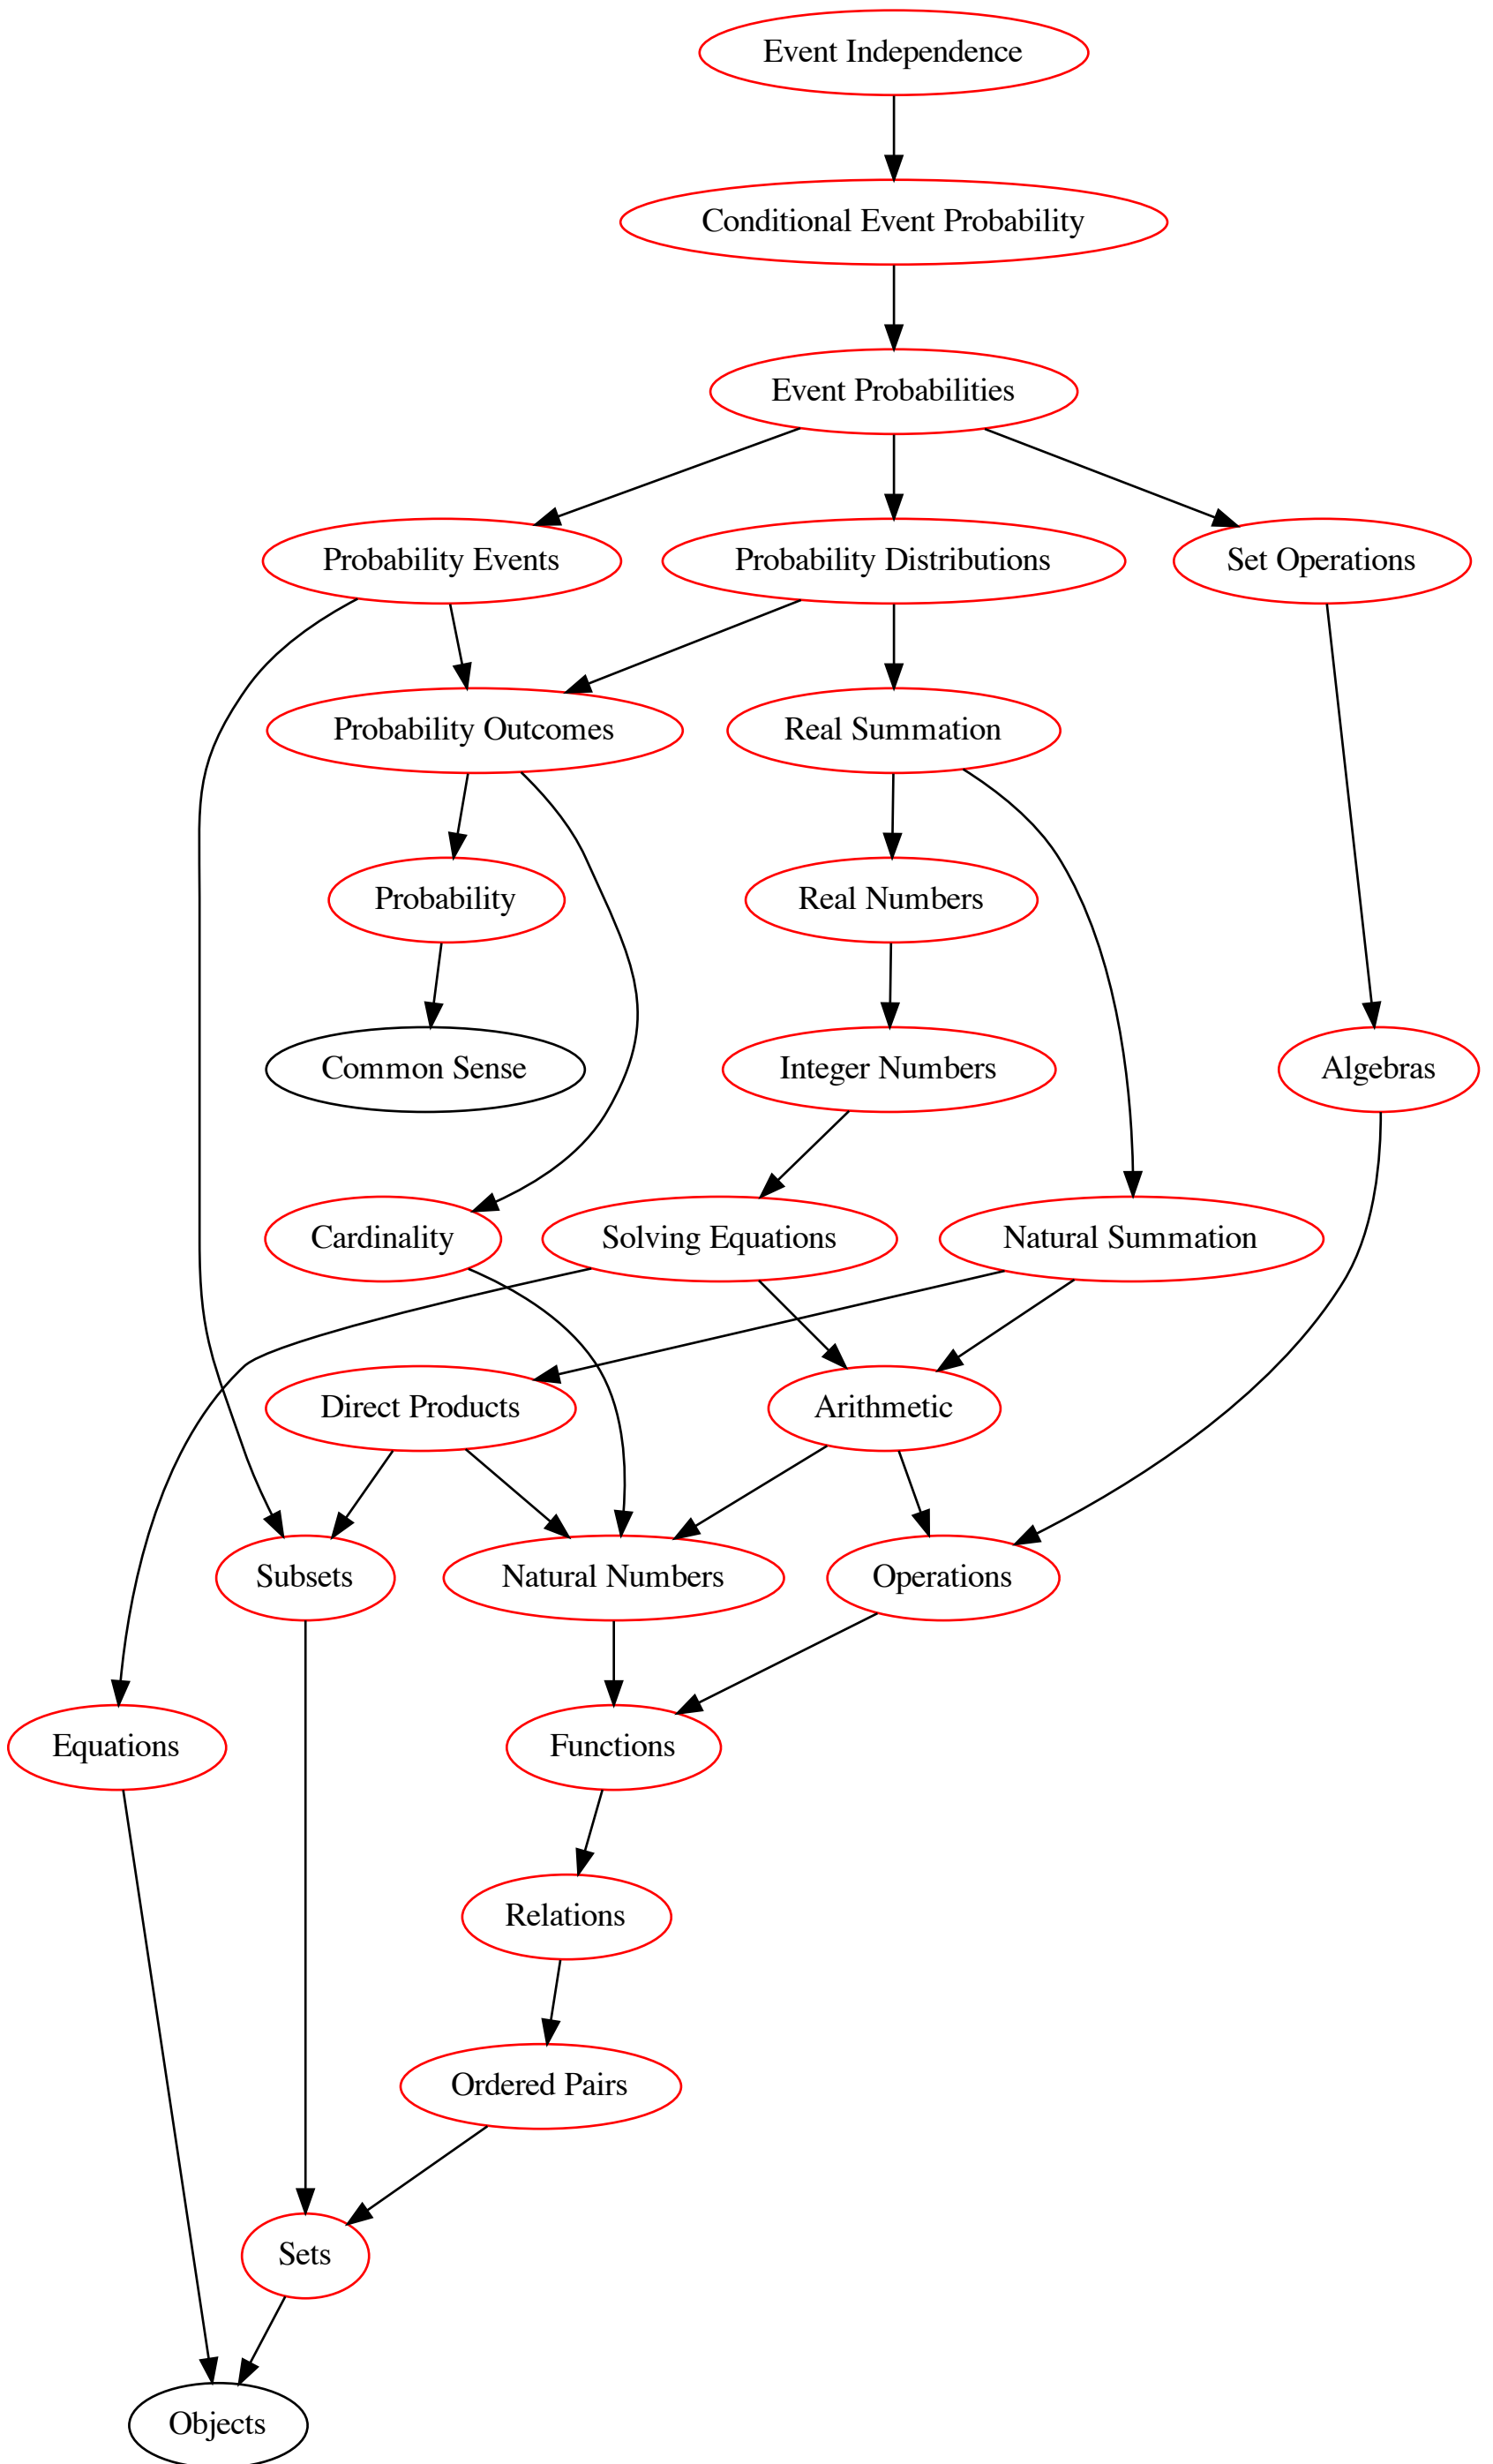 Event Independence
Conditional Event Probability
Event Probabilities
Probability Events
Probability Distributions
Set Operations
Probability Outcomes
Real Summation
Probability
Real Numbers
Common Sense
Integer Numbers
Algebras
Cardinality
Solving Equations
Natural Summation
Direct Products
Arithmetic
Subsets
Natural Numbers
Operations
Equations
Functions
Relations
Ordered Pairs
Sets
Objects